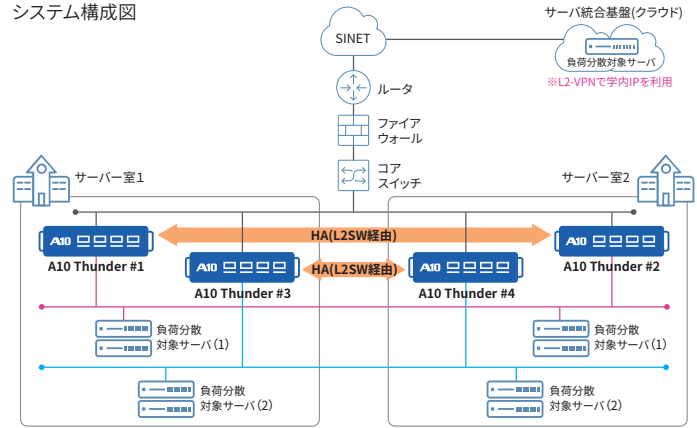 システム構成図
サーバ統合基盤(クラウド)
SINET
負荷分散対象サーバ
※L2-VPNで学内IPを利用
ルータ
ファイア
ウォール
コア
スイッチ
サーバー室1
サーバー室2
A10
HA(L2SW経由)
A10
A10 Thunder #1
A10 Thunder #2
A10
HA(L2SW経由)
A10
A10 Thunder #3
A10 Thunder #4
負荷分散
対象サーバ(1)
負荷分散
対象サーバ(1)
負荷分散
対象サーバ(2)
負荷分散
対象サーバ(2)